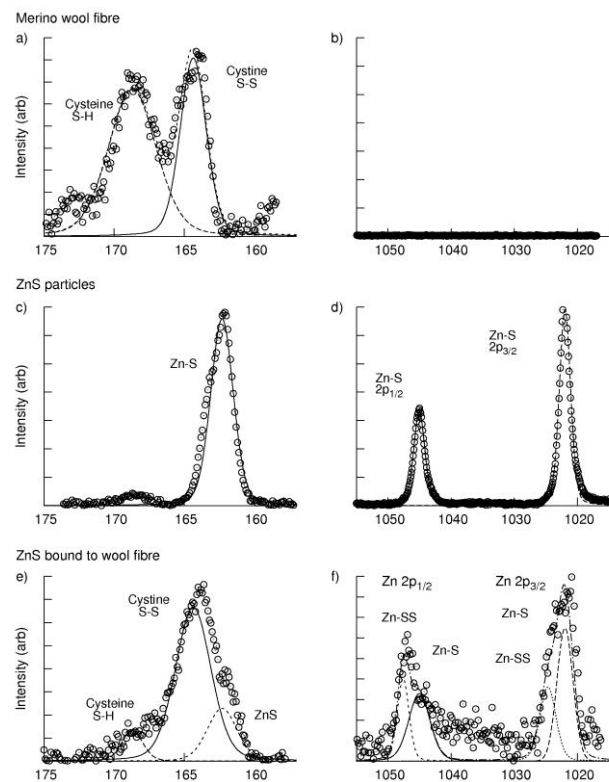 Merino wool fibre
a)
b)
Cystine
S-S
Cysteine
S-H
Intensity (arb)
175 170 165 160
1050 1040 1030 1020
ZnS particles
c)
d)
Zn-S
Zn-S
2p3/2
Zn-S
2p1/2
Intensity (arb)
175 170 165 160
1050 1040 1030 1020
ZnS bound to wool fibre
e)
f)
Cystine
S-S
Zn 2p1/2 Zn 2p3/2
Zn-SS Zn-S
Zn-S
Zn-SS
Cysteine
S-H
ZnS
Intensity (arb)
175 170 165 160
1050 1040 1030 1020